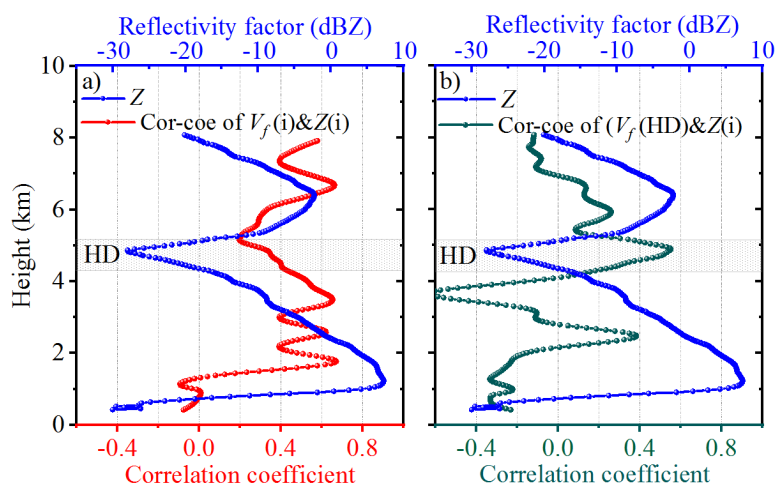 Reflectivity factor (dBZ)
Reflectivity factor (dBZ)
-30 -20 -10 0 10
-30 -20 -10 0 10
10
8
6
4
2
0
Height (km)
a)
Z
Cor-coe of Vf (i)&Z(i)
HD
b)
Z
Cor-coe of (Vf (HD)&Z(i)
HD
-0.4 0.0 0.4 0.8
-0.4 0.0 0.4 0.8
Correlation coefficient
Correlation coefficient